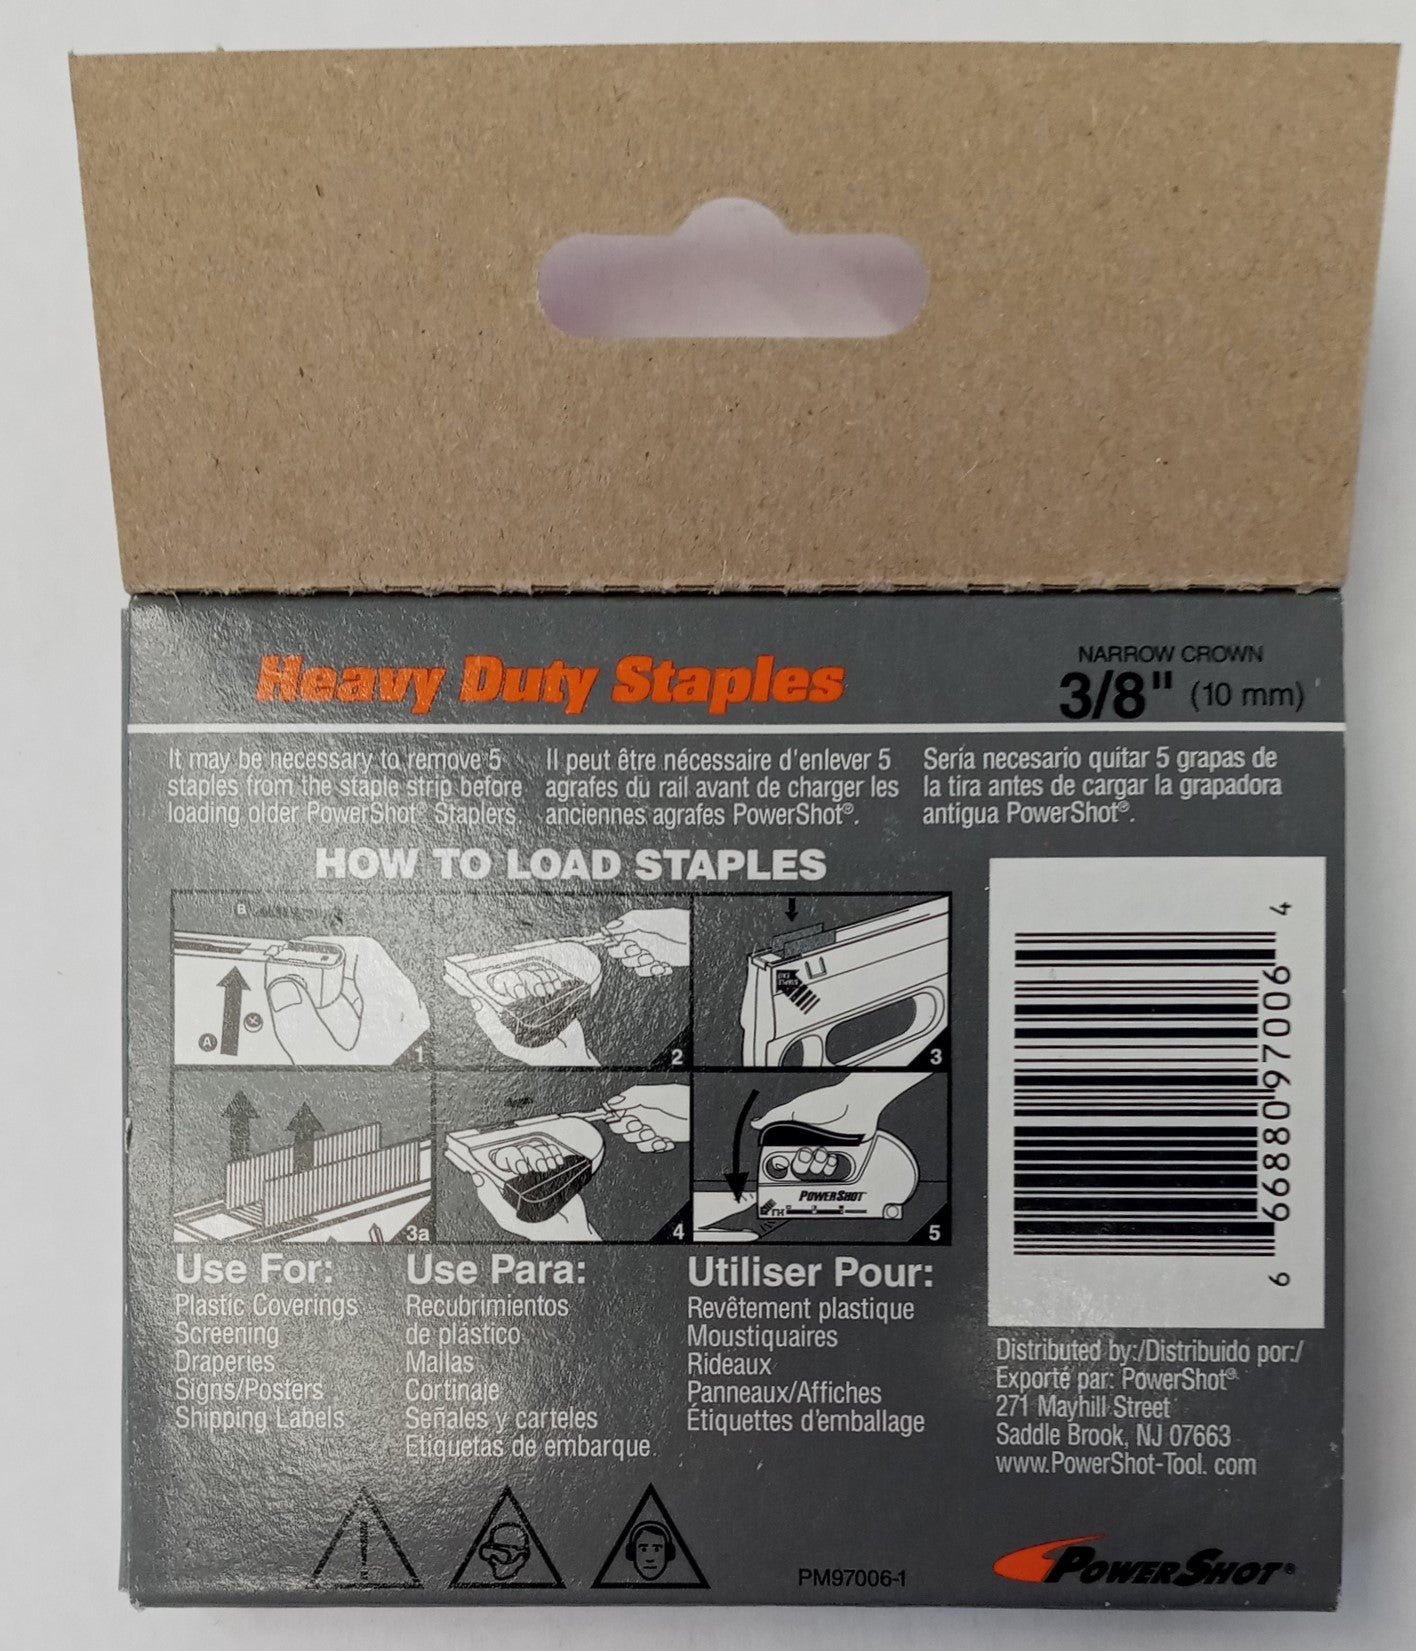 Heavy Duty Staples
NARROW CROWN
3/8" (10 mm)
It may be necessary to remove 5
staples from the staple strip before
loading older PowerShot® Staplers.
Il peut être nécessaire d'enlever 5
agrafes du rail avant de charger les
anciennes agrafes PowerShot®.
Sería necesario quitar 5 grapas de
la tira antes de cargar la grapadora
antigua PowerShot®.
HOW TO LOAD STAPLES
B
A
1
2
3
3a
4
POWERSHOT
5
Use For:
Plastic Coverings
Screening
Draperies
Signs/Posters
Shipping Labels
Use Para:
Recubrimientos
de plástico
Mallas
Cortinaje
Señales y carteles
Etiquetas de embarque
Utiliser Pour:
Revêtement plastique
Moustiquaires
Rideaux
Panneaux/Affiches
Étiquettes d'emballage
6 66880 97006 4
Distributed by:/Distribuido por:/
Exporté par: PowerShot®
271 Mayhill Street
Saddle Brook, NJ 07663
www.PowerShot-Tool. com
PM97006-1
POWERSHOT®